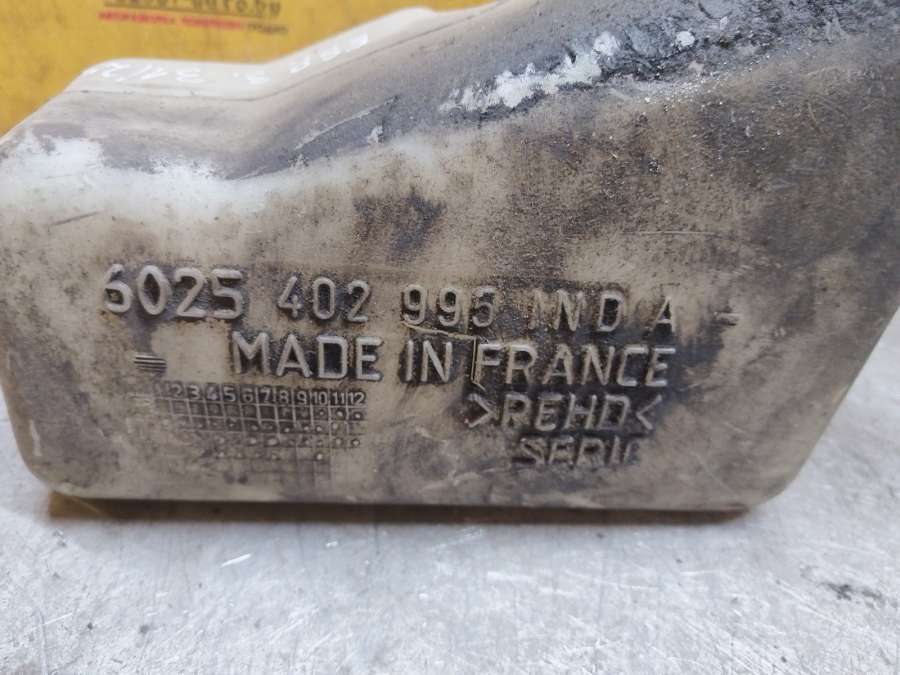 6025 402 995 IND A
MADE IN FRANCE
1 2 3 4 5 6 7 8 9 10 11 12
>PEHD<
SERIC